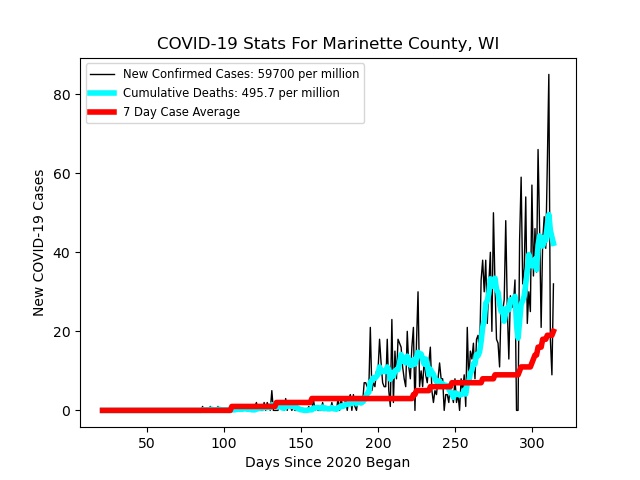 COVID-19 Stats For Marinette County, WI
New Confirmed Cases: 59700 per million
Cumulative Deaths: 495.7 per million
7 Day Case Average
New COVID-19 Cases
80
60
40
20
0
50 100 150 200 250 300
Days Since 2020 Began